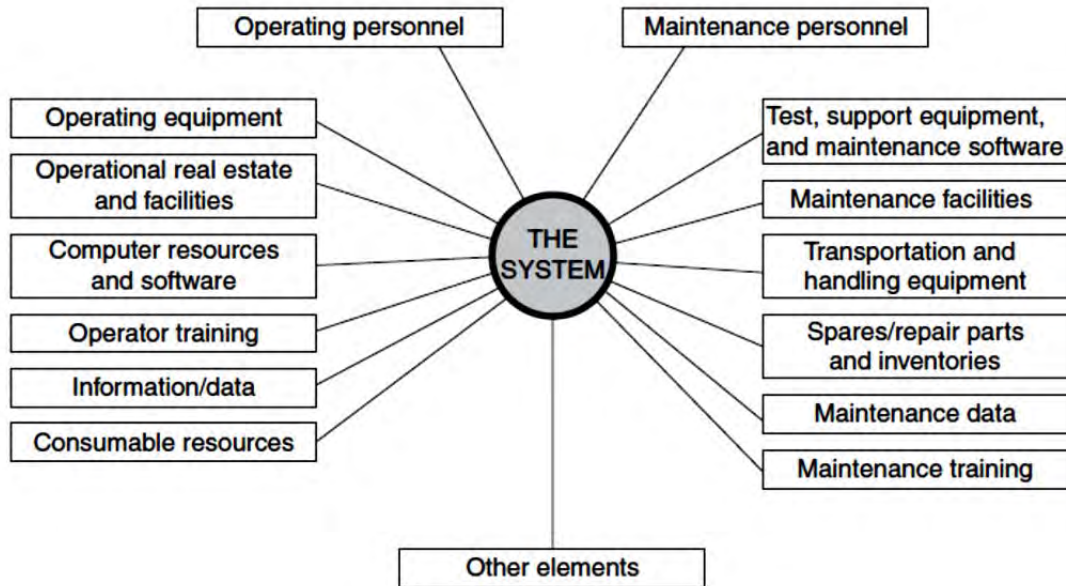 Operating personnel
Maintenance personnel
Operating equipment
Operational real estate
and facilities
Computer resources
and software
Operator training
Information/data
Consumable resources
THE
SYSTEM
Test, support equipment,
and maintenance software
Maintenance facilities
Transportation and
handling equipment
Spares/repair parts
and inventories
Maintenance data
Maintenance training
Other elements